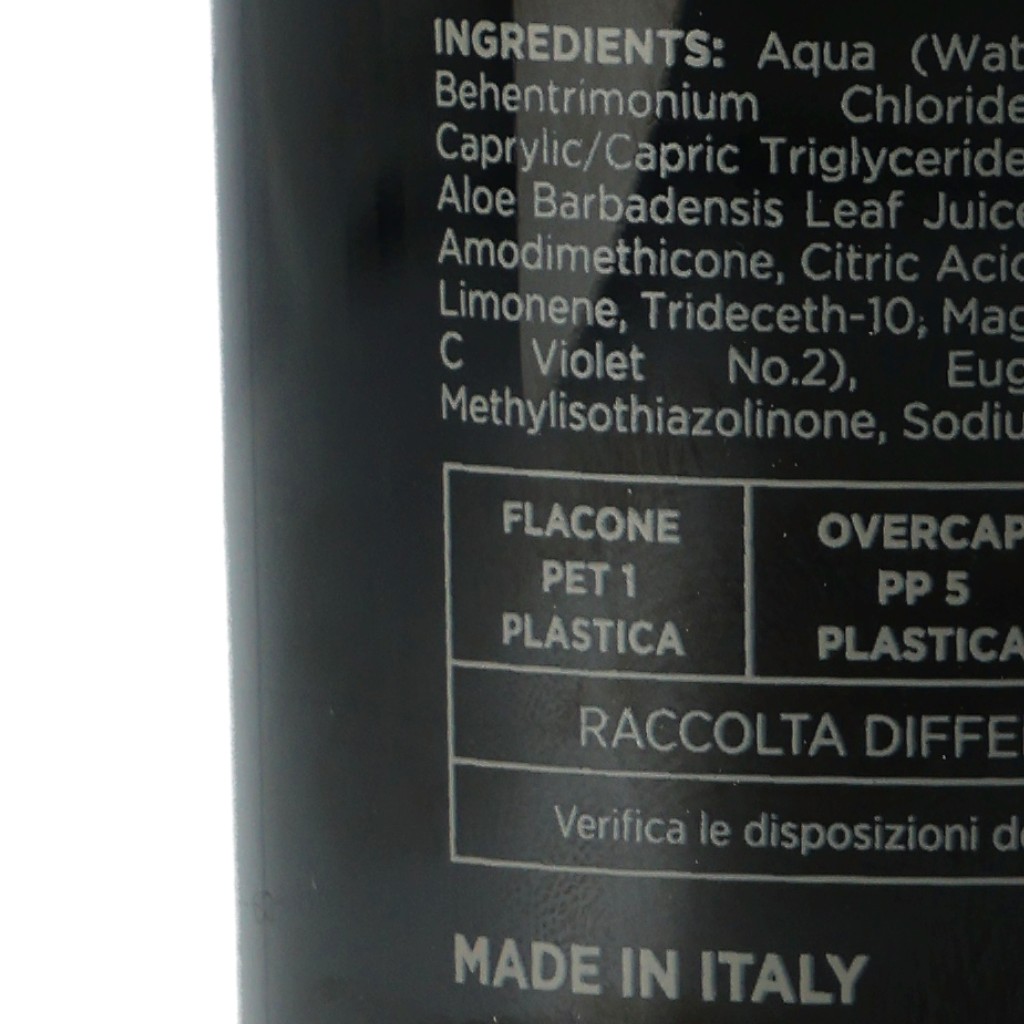 INGREDIENTS: Aqua (Wat
Behentrimonium Chloride
Caprylic/Capric Triglyceride
Aloe Barbadensis Leaf Juice
Amodimethicone, Citric Acid
Limonene, Trideceth-10, Mag
C Violet No.2), Eug
Methylisothiazolinone, Sodiu
FLACONE
PET 1
PLASTICA
OVERCAP
PP 5
PLASTICA
RACCOLTA DIFFE
Verifica le disposizioni de
MADE IN ITALY